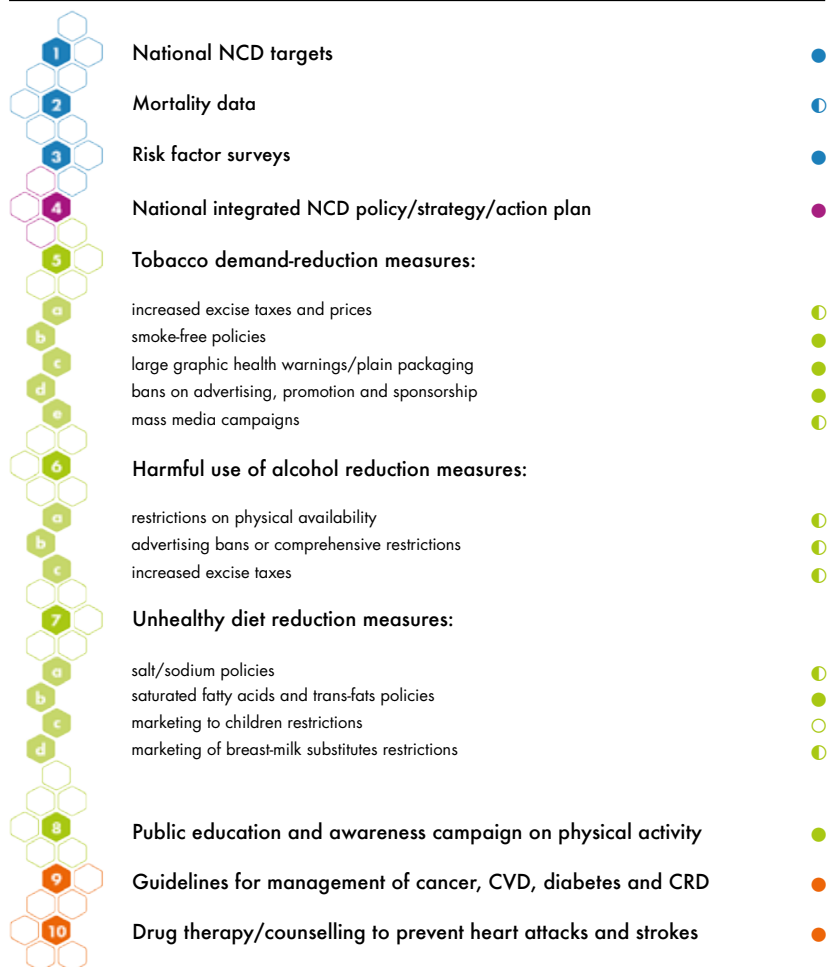 1 National NCD targets
2 Mortality data
3 Risk factor surveys
4 National integrated NCD policy/strategy/action plan
5 Tobacco demand-reduction measures:
a increased excise taxes and prices
b smoke-free policies
c large graphic health warnings/plain packaging
d bans on advertising, promotion and sponsorship
e mass media campaigns
6 Harmful use of alcohol reduction measures:
a restrictions on physical availability
b advertising bans or comprehensive restrictions
c increased excise taxes
7 Unhealthy diet reduction measures:
a salt/sodium policies
b saturated fatty acids and trans-fats policies
c marketing to children restrictions
d marketing of breast-milk substitutes restrictions
8 Public education and awareness campaign on physical activity
9 Guidelines for management of cancer, CVD, diabetes and CRD
10 Drug therapy/counselling to prevent heart attacks and strokes